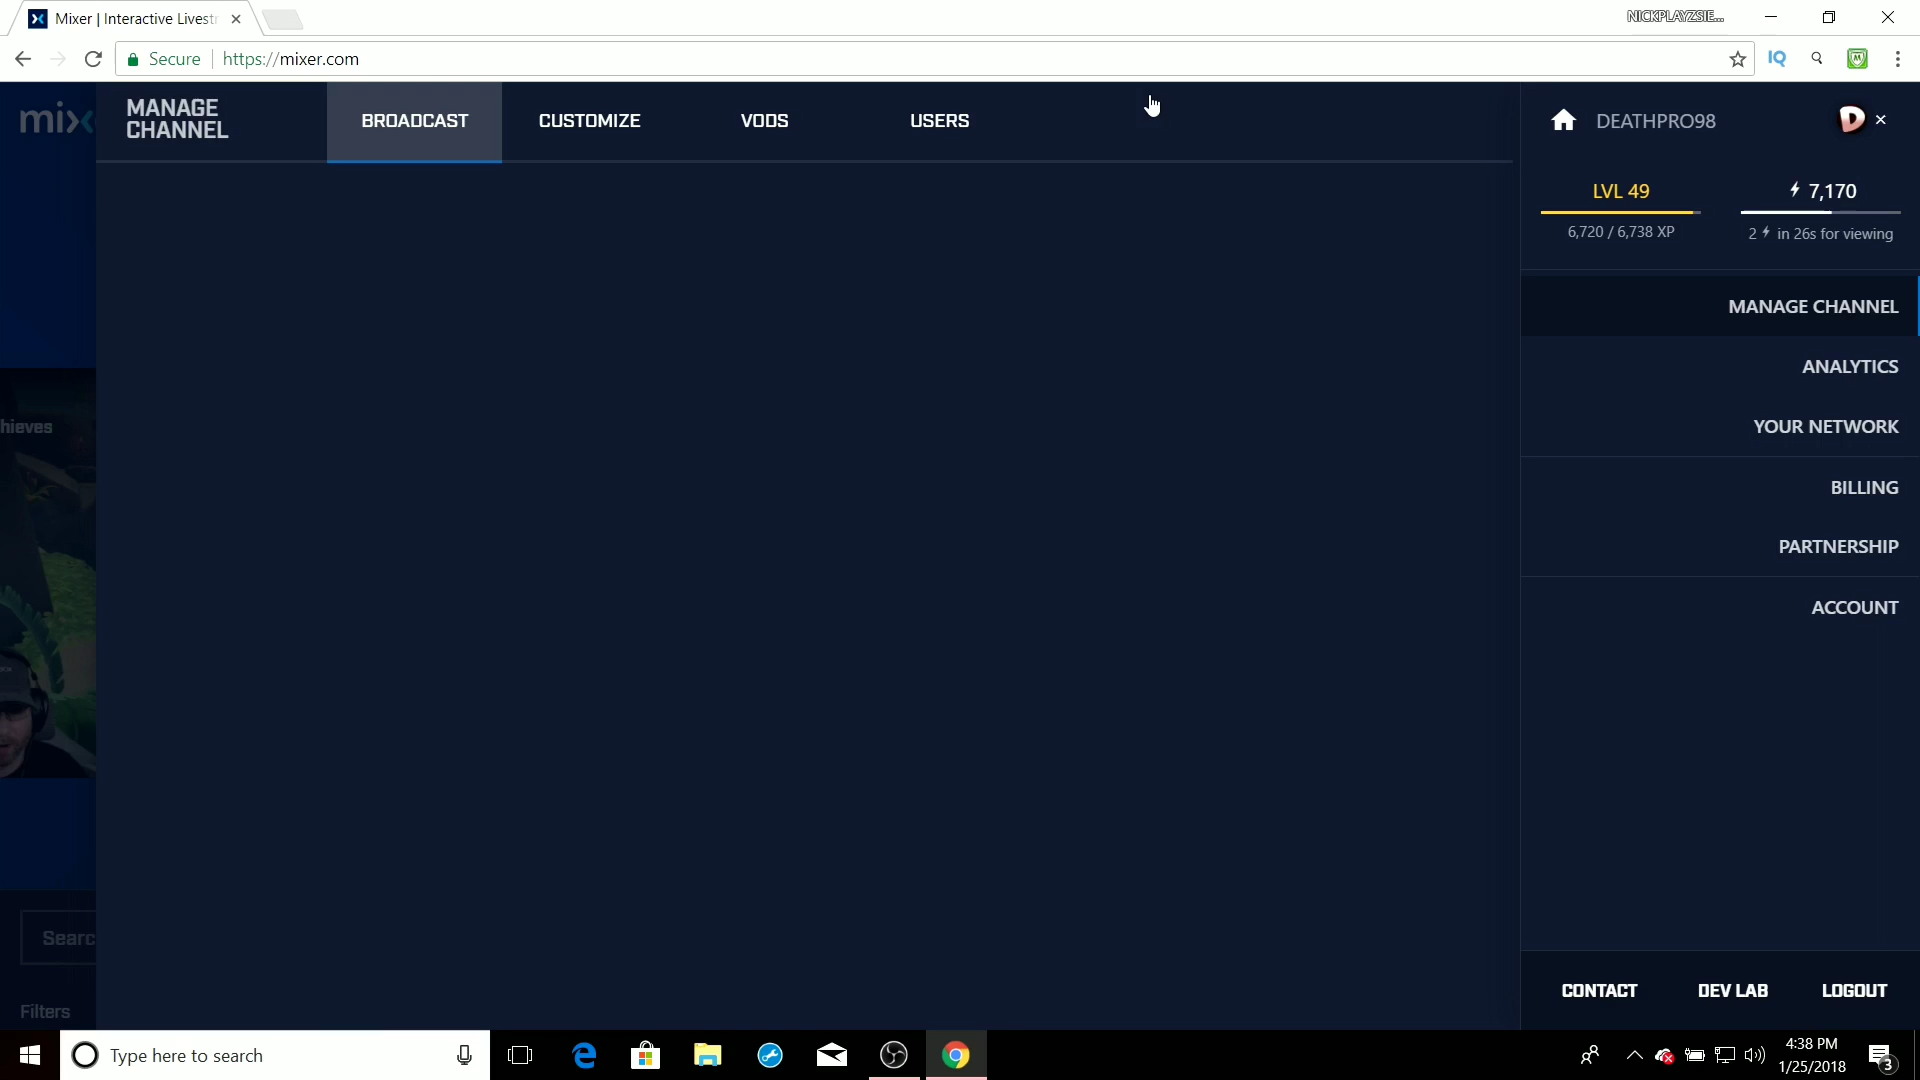 Mixer | Interactive Livestr
NICKPLAYZSIE...
Secure
https://mixer.com
IQ
mix
MANAGE
CHANNEL
BROADCAST
CUSTOMIZE
VODS
USERS
DEATHPRO98
D
LVL 49
7,170
6,720 / 6,738 XP
2 in 26s for viewing
MANAGE CHANNEL
ANALYTICS
hieves
YOUR NETWORK
BILLING
PARTNERSHIP
ACCOUNT
Searc
Filters
CONTACT
DEV LAB
LOGOUT
Type here to search
4:38 PM
1/25/2018
3